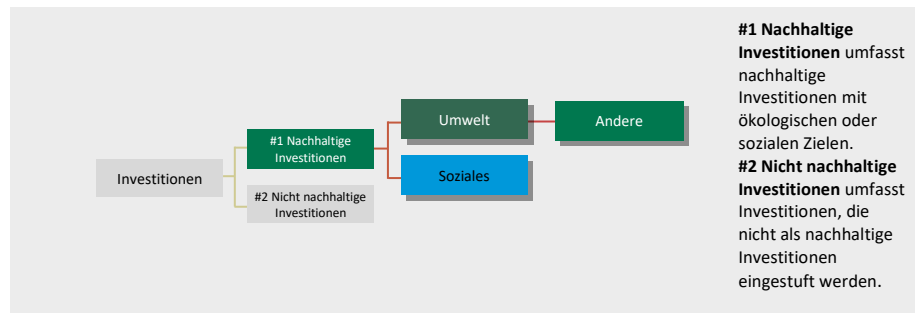 Investitionen
#1 Nachhaltige
Investitionen
#2 Nicht nachhaltige
Investitionen
Umwelt
Andere
Soziales
#1 Nachhaltige
Investitionen umfasst
nachhaltige
Investitionen mit
ökologischen oder
sozialen Zielen.
#2 Nicht nachhaltige
Investitionen umfasst
Investitionen, die
nicht als nachhaltige
Investitionen
eingestuft werden.